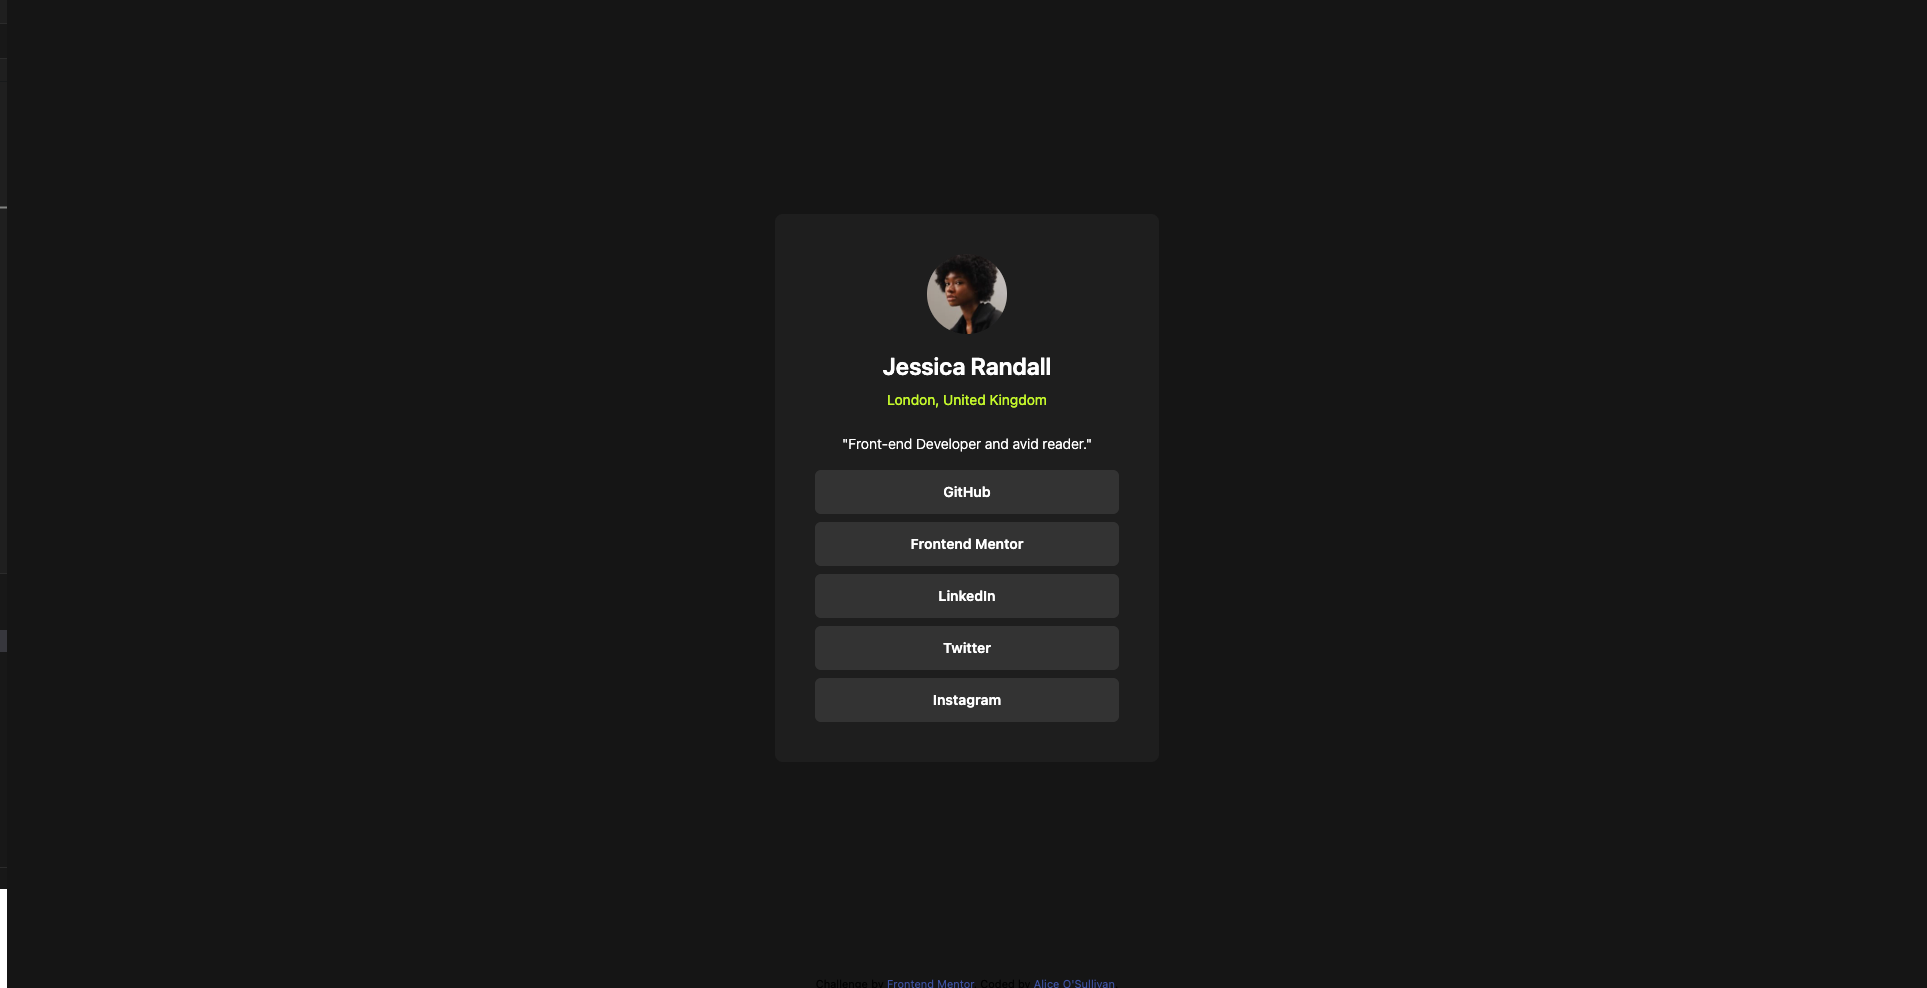 Jessica Randall
London, United Kingdom
"Front-end Developer and avid reader."
GitHub
Frontend Mentor
LinkedIn
Twitter
Instagram
Challenge by Frontend Mentor. Coded by Alice O'Sullivan.